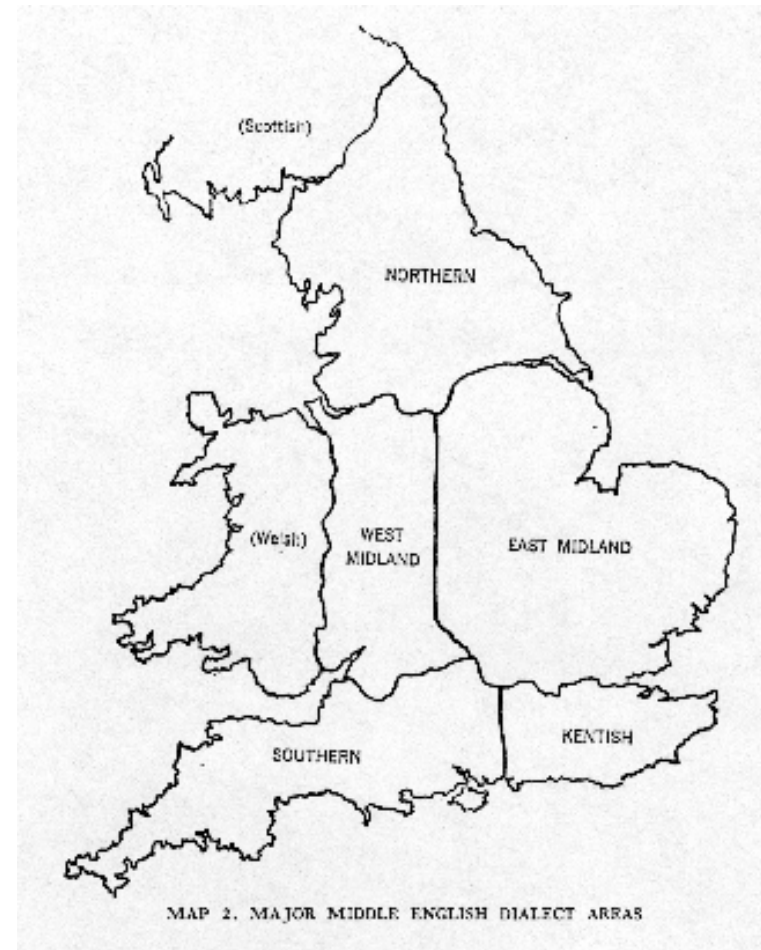 (Scottish)
NORTHERN
(Welsh)
WEST
MIDLAND
EAST MIDLAND
KENTISH
SOUTHERN
MAP 2. MAJOR MIDDLE ENGLISH DIALECT AREAS